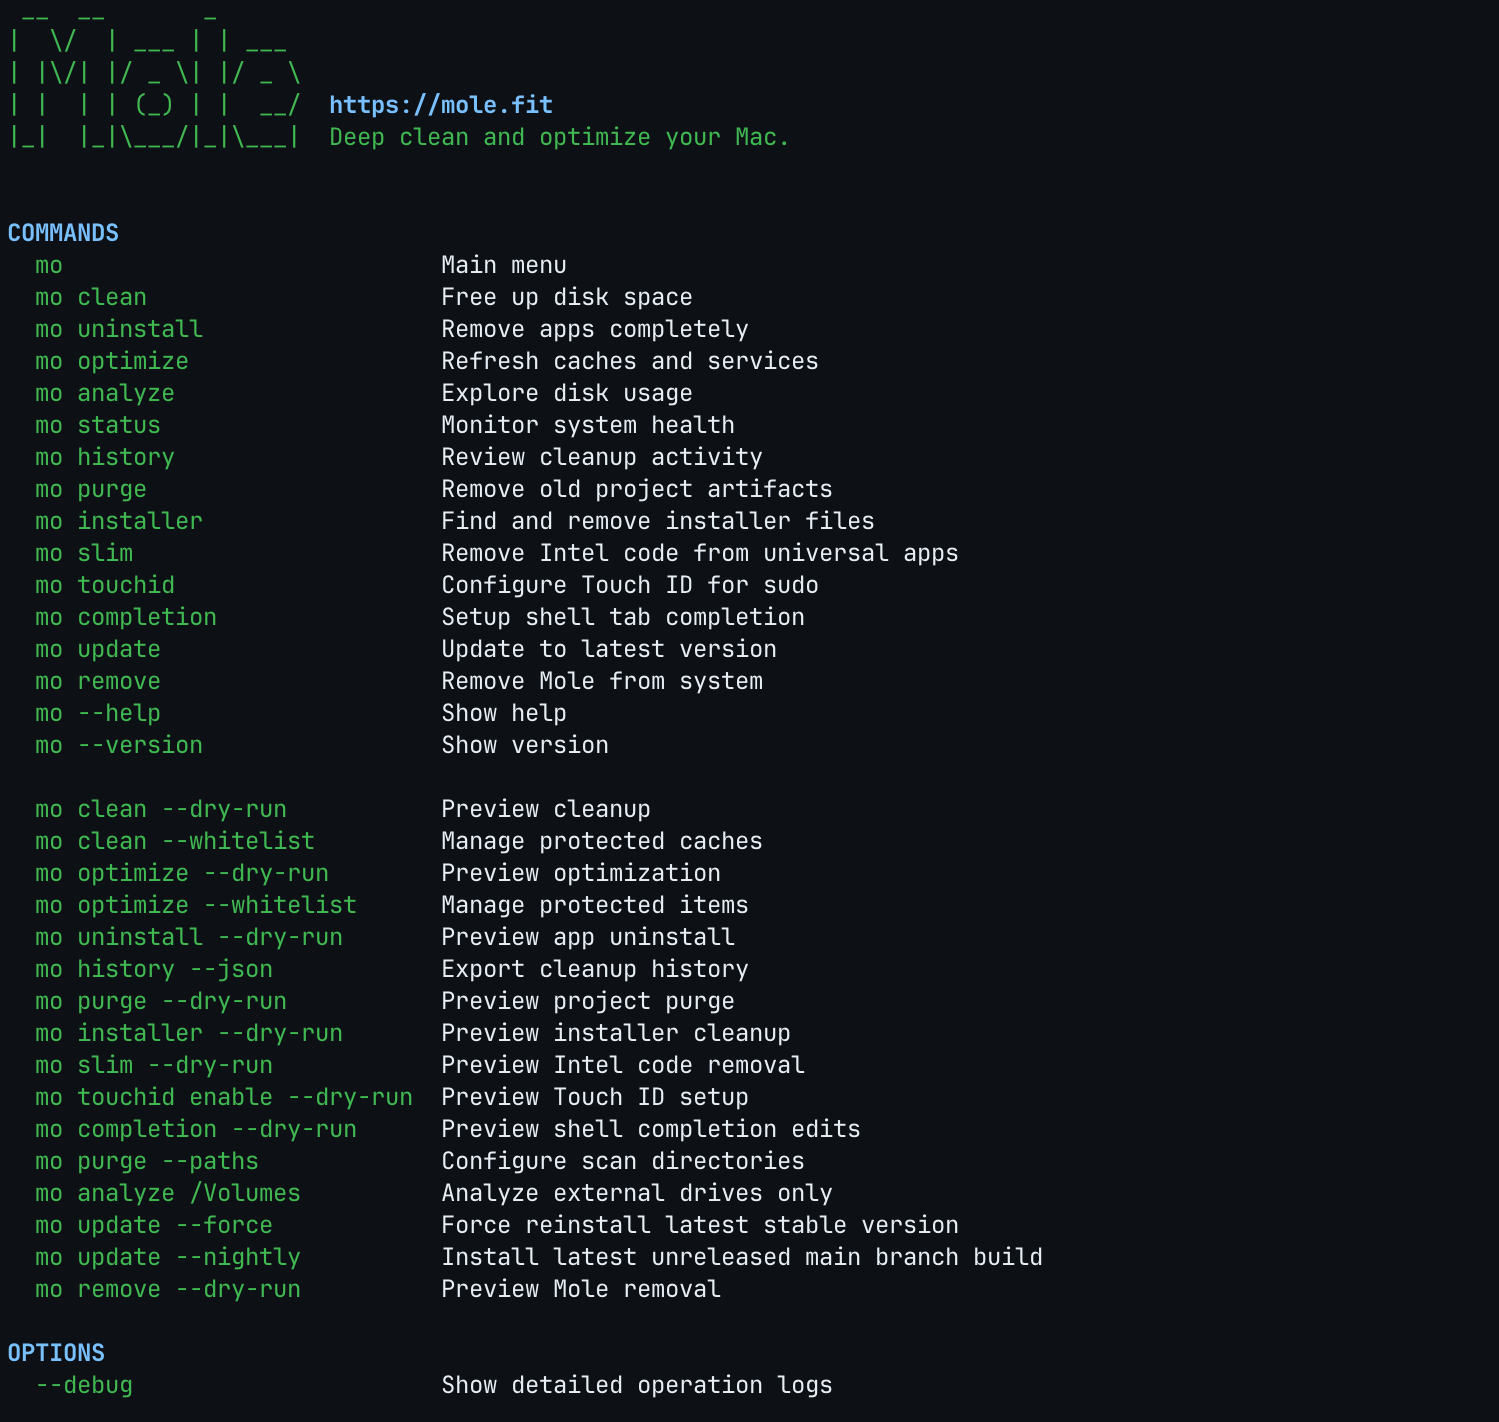 __  __       _
|  \/  | ___ | | ___
| |\/| |/ _ \| |/ _ \
| |  | | (_) | |  __/  https://mole.fit
|_|  |_|\___/|_|\___|  Deep clean and optimize your Mac.

COMMANDS
  mo                           Main menu
  mo clean                     Free up disk space
  mo uninstall                 Remove apps completely
  mo optimize                  Refresh caches and services
  mo analyze                   Explore disk usage
  mo status                    Monitor system health
  mo history                   Review cleanup activity
  mo purge                     Remove old project artifacts
  mo installer                 Find and remove installer files
  mo slim                      Remove Intel code from universal apps
  mo touchid                   Configure Touch ID for sudo
  mo completion                Setup shell tab completion
  mo update                    Update to latest version
  mo remove                    Remove Mole from system
  mo --help                    Show help
  mo --version                 Show version

  mo clean --dry-run           Preview cleanup
  mo clean --whitelist         Manage protected caches
  mo optimize --dry-run        Preview optimization
  mo optimize --whitelist      Manage protected items
  mo uninstall --dry-run       Preview app uninstall
  mo history --json            Export cleanup history
  mo purge --dry-run           Preview project purge
  mo installer --dry-run       Preview installer cleanup
  mo slim --dry-run            Preview Intel code removal
  mo touchid enable --dry-run  Preview Touch ID setup
  mo completion --dry-run      Preview shell completion edits
  mo purge --paths             Configure scan directories
  mo analyze /Volumes          Analyze external drives only
  mo update --force            Force reinstall latest stable version
  mo update --nightly          Install latest unreleased main branch build
  mo remove --dry-run          Preview Mole removal

OPTIONS
  --debug                      Show detailed operation logs